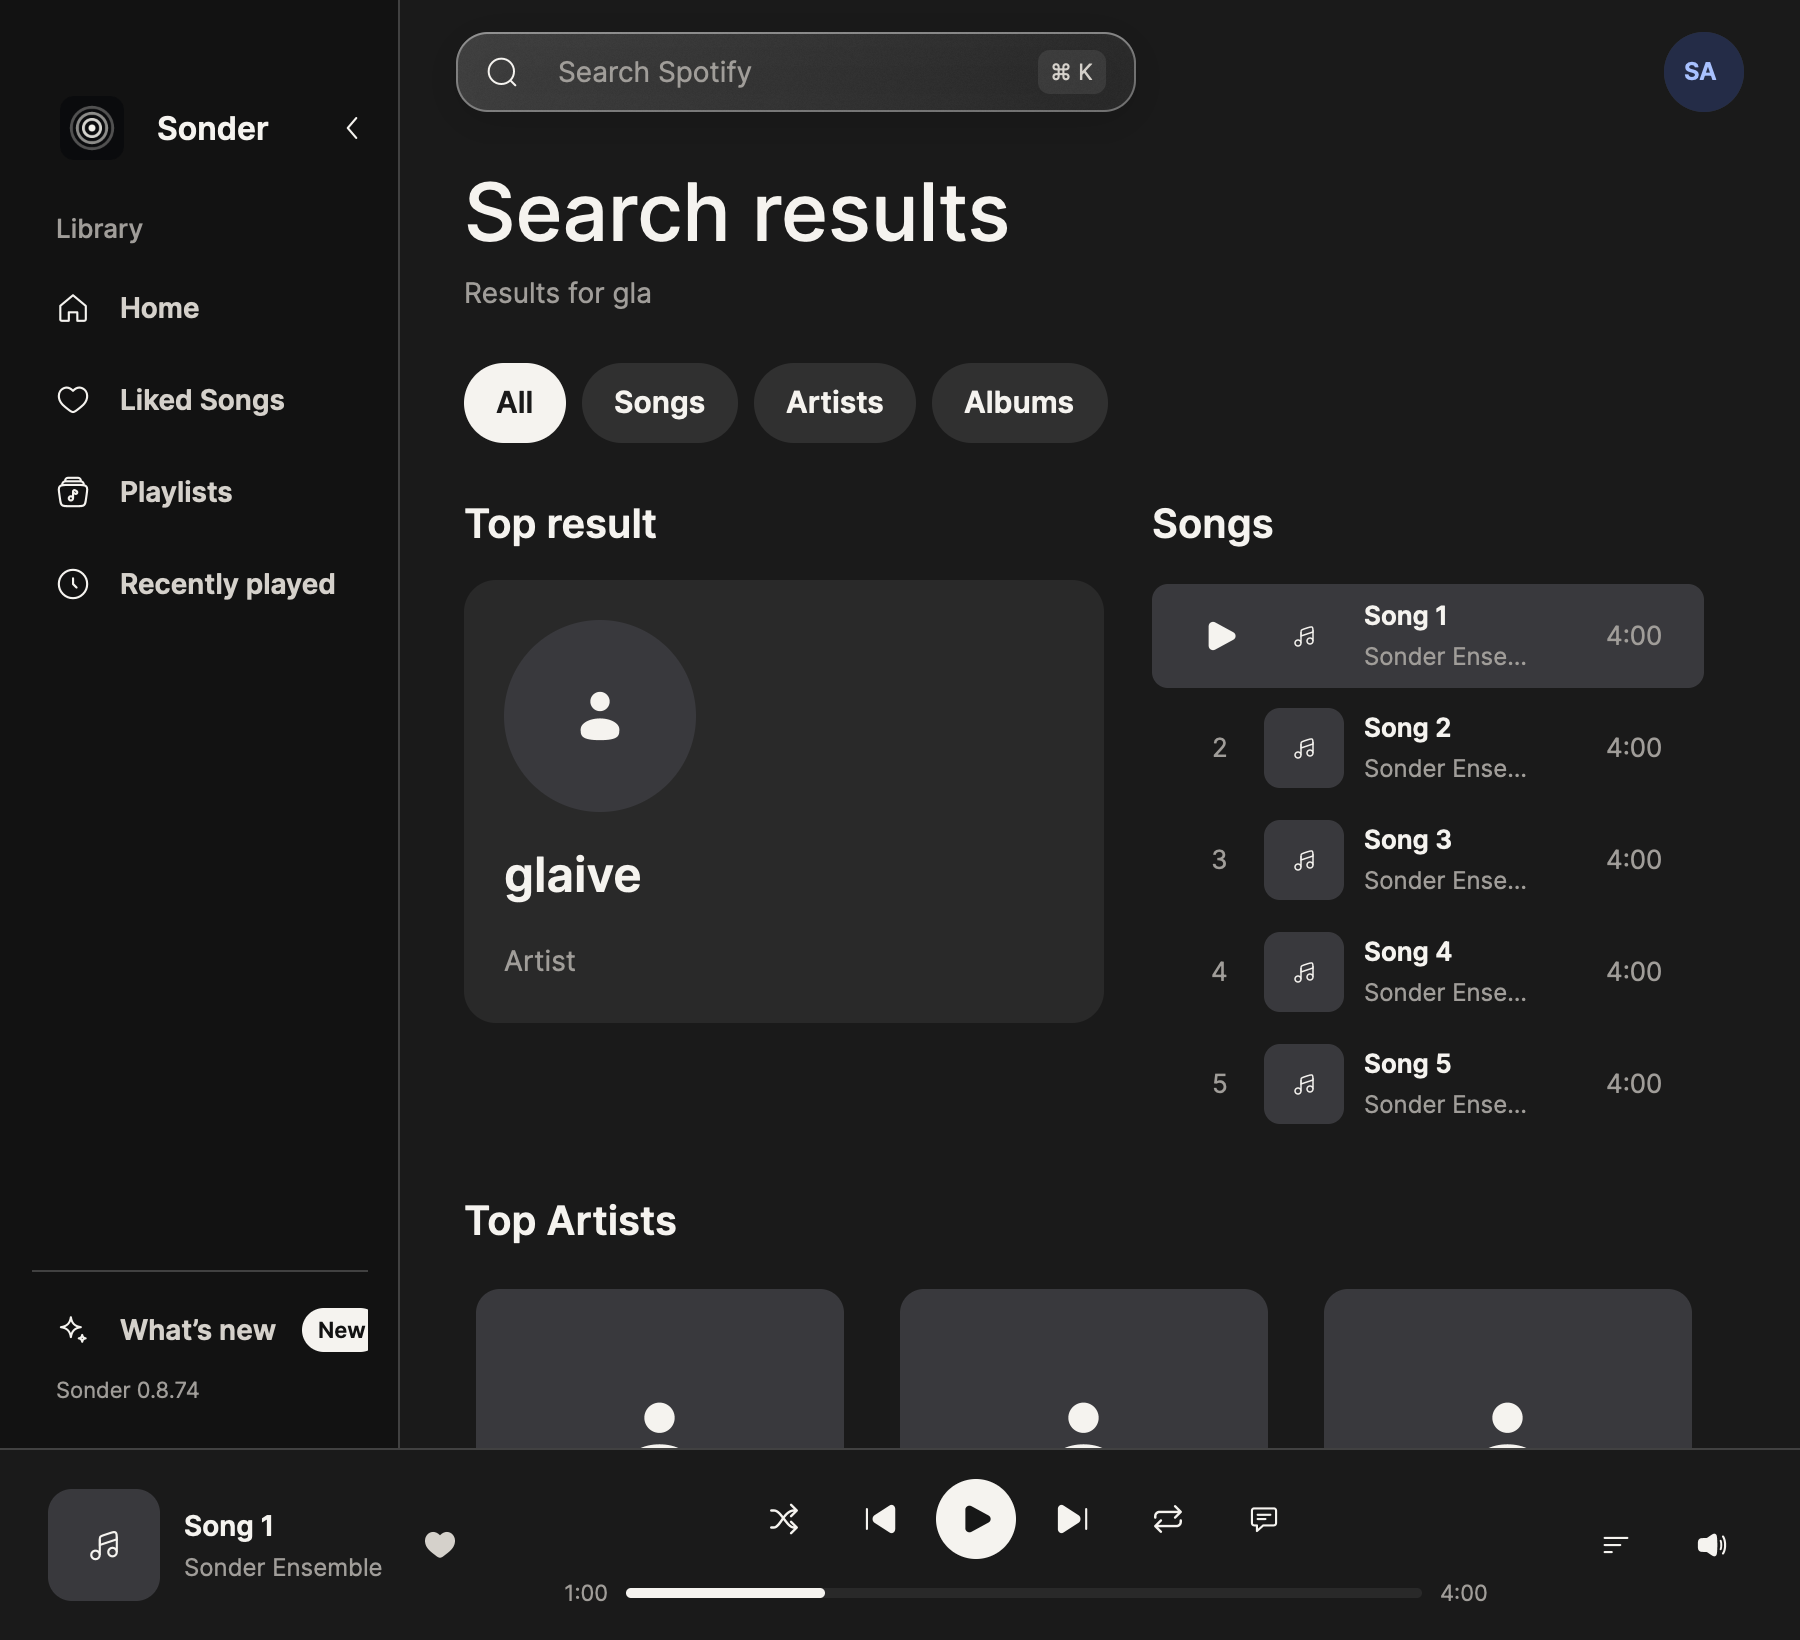 Search Spotify
⌘ K
SA
Sonder
Library
Home
Liked Songs
Playlists
Recently played
What's new
New
Sonder 0.8.74
Search results
Results for gla
All
Songs
Artists
Albums
Top result
glaive
Artist
Songs
Song 1
Sonder Ense...
4:00
2
Song 2
Sonder Ense...
4:00
3
Song 3
Sonder Ense...
4:00
4
Song 4
Sonder Ense...
4:00
5
Song 5
Sonder Ense...
4:00
Top Artists
Song 1
Sonder Ensemble
1:00
4:00